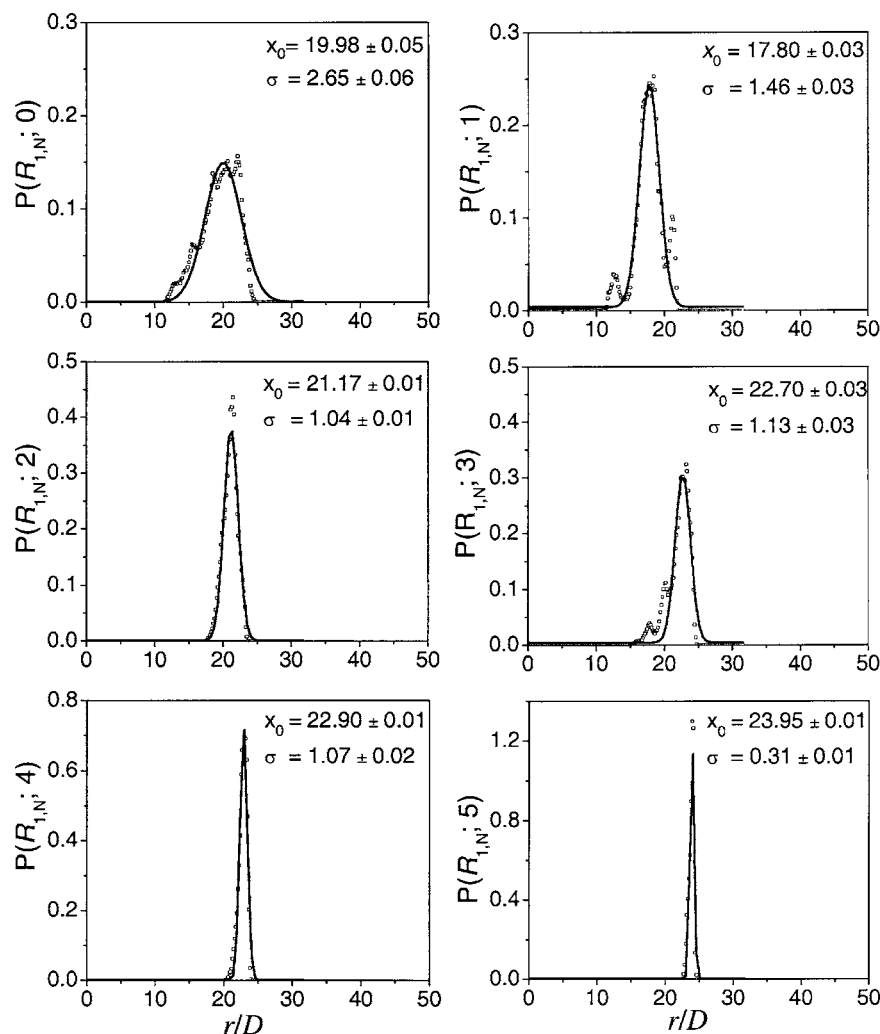 x₀= 19.98 ± 0.05
σ = 2.65 ± 0.06
P(R₁,N; 0)
0.3
0.2
0.1
0.0
0 10 20 30 40 50
x₀= 17.80 ± 0.03
σ = 1.46 ± 0.03
P(R₁,N; 1)
0.3
0.2
0.1
0.0
0 10 20 30 40 50
x₀ = 21.17 ± 0.01
σ = 1.04 ± 0.01
P(R₁,N; 2)
0.5
0.4
0.3
0.2
0.1
0.0
0 10 20 30 40 50
x₀ = 22.70 ± 0.03
σ = 1.13 ± 0.03
P(R₁,N; 3)
0.5
0.4
0.3
0.2
0.1
0.0
0 10 20 30 40 50
x₀ = 22.90 ± 0.01
σ = 1.07 ± 0.02
P(R₁,N; 4)
0.8
0.6
0.4
0.2
0.0
0 10 20 30 40 50
r/D
x₀ = 23.95 ± 0.01
σ = 0.31 ± 0.01
P(R₁,N; 5)
1.2
0.8
0.4
0.0
0 10 20 30 40 50
r/D